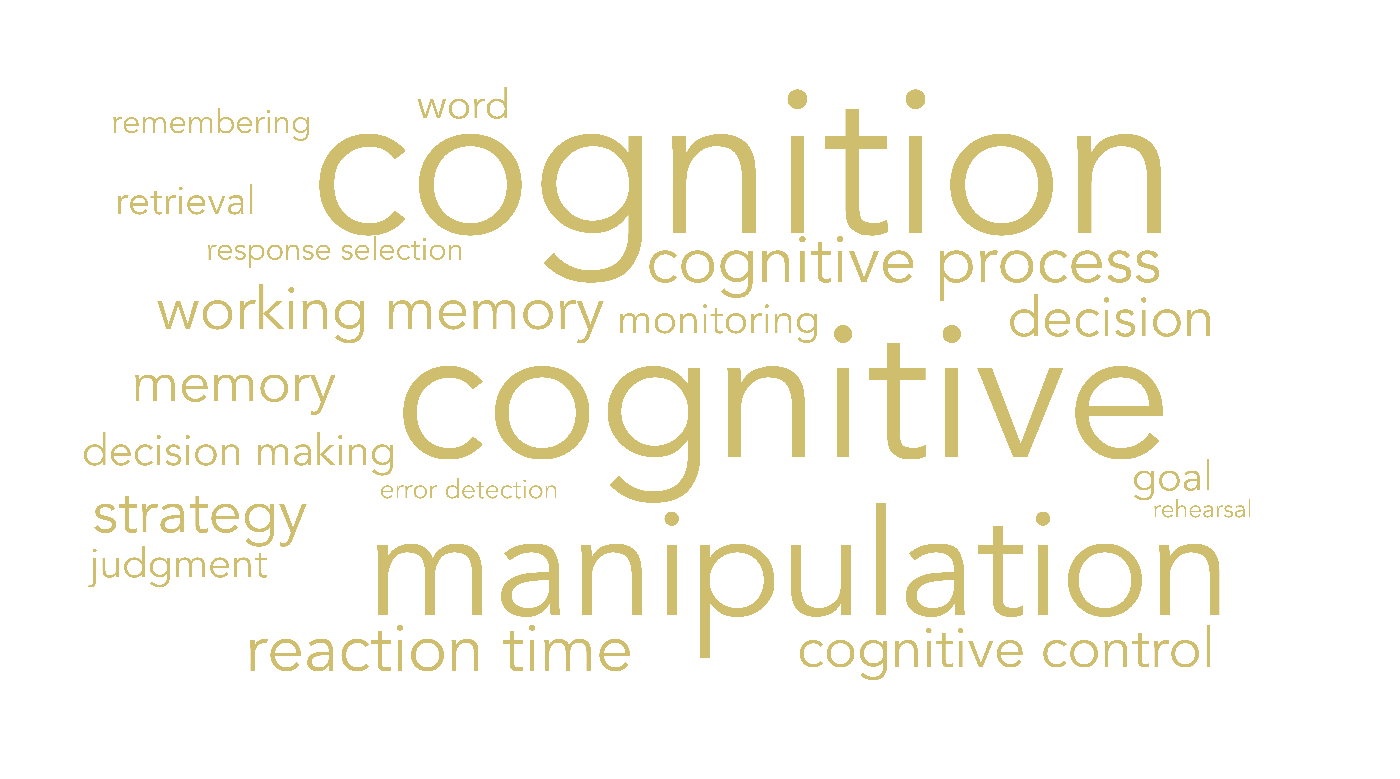 word
remembering
cognition
retrieval
response selection
cognitive process
working memory
monitoring
decision
memory
cognitive
decision making
error detection
goal
rehearsal
strategy
manipulation
judgment
reaction time
cognitive control